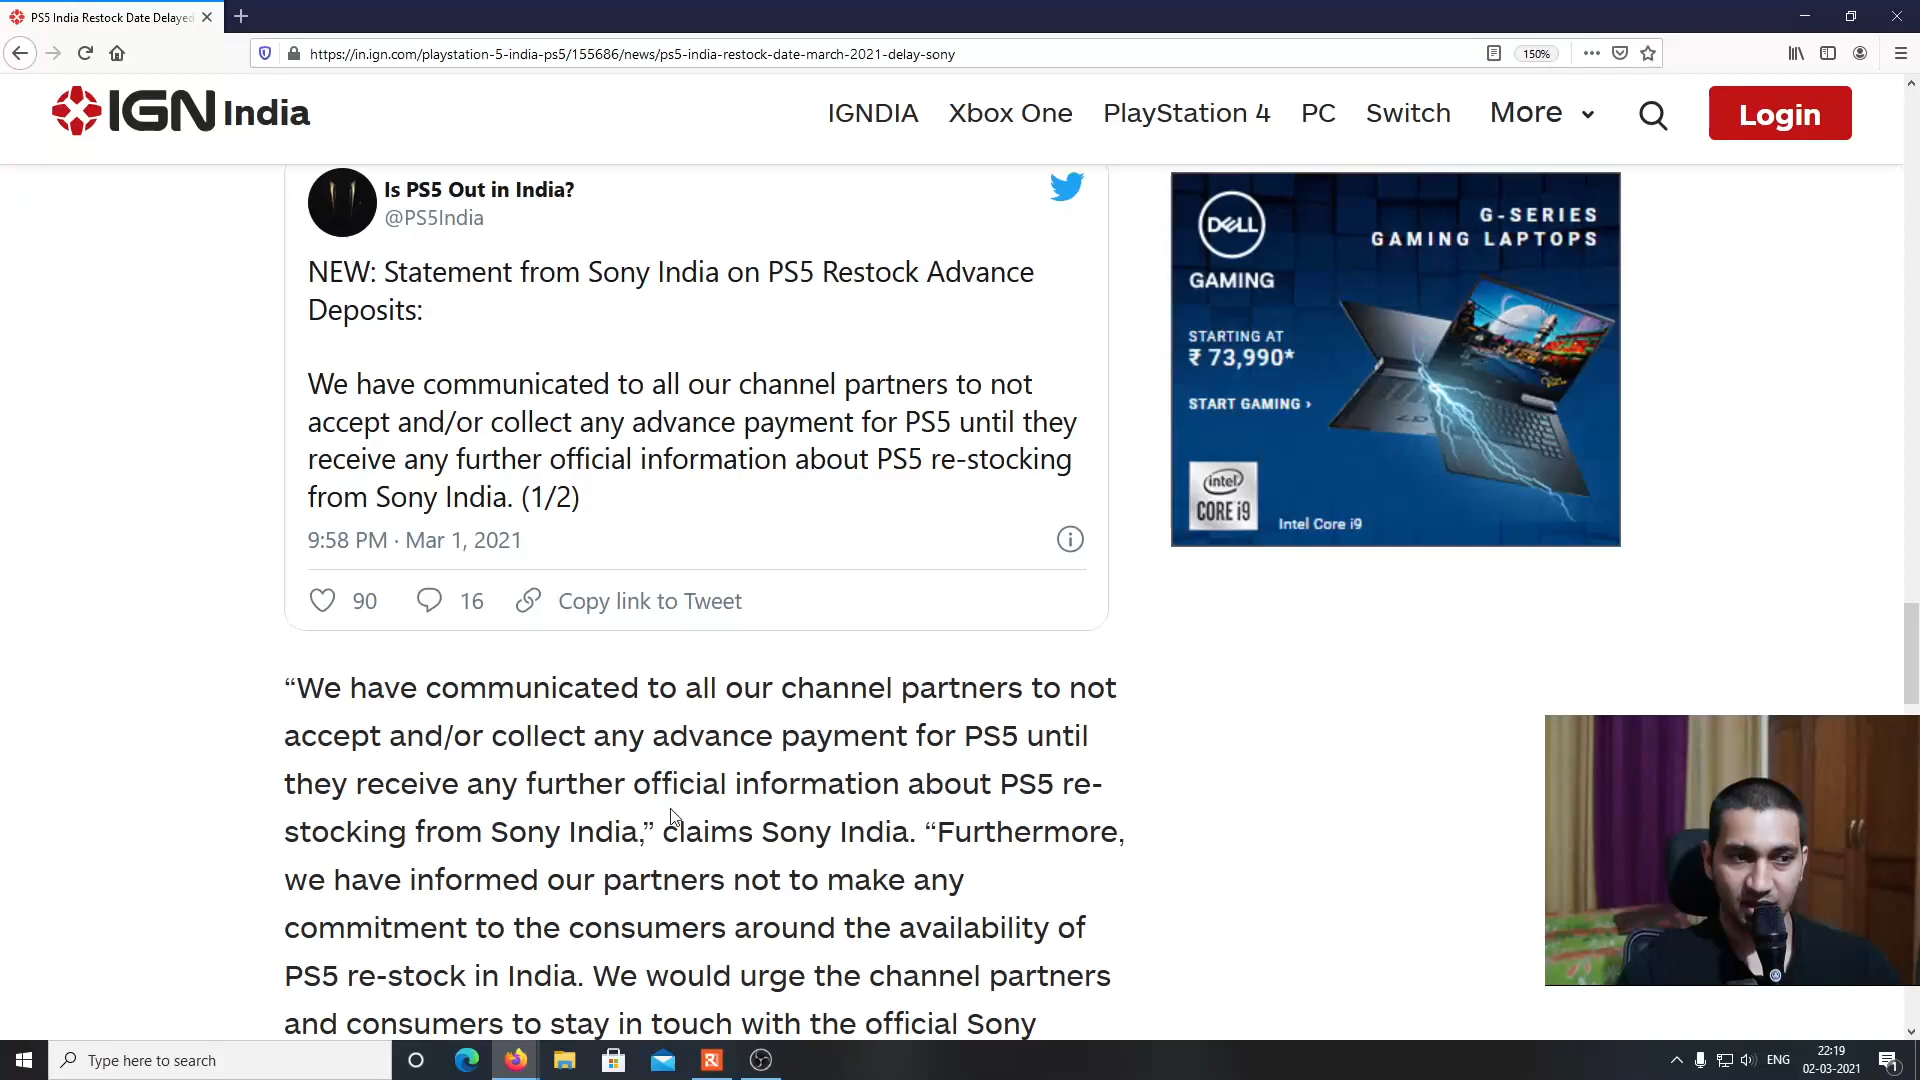 PS5 India Restock Date Delayed
https://in.ign.com/playstation-5-india-ps5/155686/news/ps5-india-restock-date-march-2021-delay-sony
150%
IGN India
IGNDIA
Xbox One
PlayStation 4
PC
Switch
More
Login
Is PS5 Out in India?
@PS5India
NEW: Statement from Sony India on PS5 Restock Advance
Deposits:
We have communicated to all our channel partners to not
accept and/or collect any advance payment for PS5 until they
receive any further official information about PS5 re-stocking
from Sony India. (1/2)
9:58 PM · Mar 1, 2021
90
16
Copy link to Tweet
DELL
GAMING
G-SERIES
GAMING LAPTOPS
STARTING AT
₹ 73,990*
START GAMING ›
intel
CORE i9
Intel Core i9
“We have communicated to all our channel partners to not
accept and/or collect any advance payment for PS5 until
they receive any further official information about PS5 re-
stocking from Sony India,” claims Sony India. “Furthermore,
we have informed our partners not to make any
commitment to the consumers around the availability of
PS5 re-stock in India. We would urge the channel partners
and consumers to stay in touch with the official Sony
Type here to search
ENG
22:19
02-03-2021
1